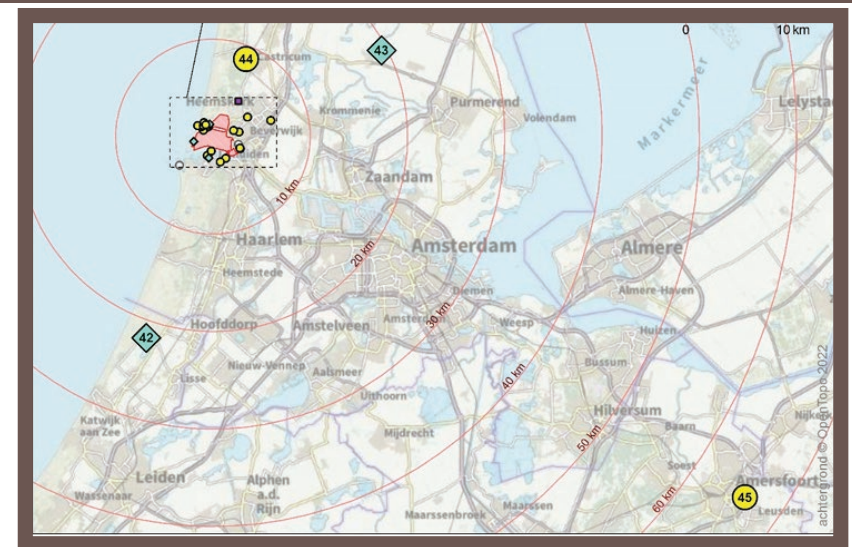 0 10 km
44
Castricum
43
Heemskerk
Krommenie
Purmerend
Volendam
Markermeer
Beverwijk
Zaandam
10 km
Haarlem
20 km
Amsterdam
Almere
Heemstede
Diemen
Almere-Haven
30 km
Hoofddorp
Amstelveen
Weesp
Huizen
42
Nieuw-Vennep
Aalsmeer
Bussum
Lisse
40 km
Uithoorn
Hilversum
Katwijk
aan Zee
Mijdrecht
50 km
Baarn
Soest
Leiden
Alphen
a.d.
Rijn
Amersfoort
45
Wassenaar
60 km
Leusden
Maarssenbroek
Maarssen
achtergrond © OpenTopo 2022